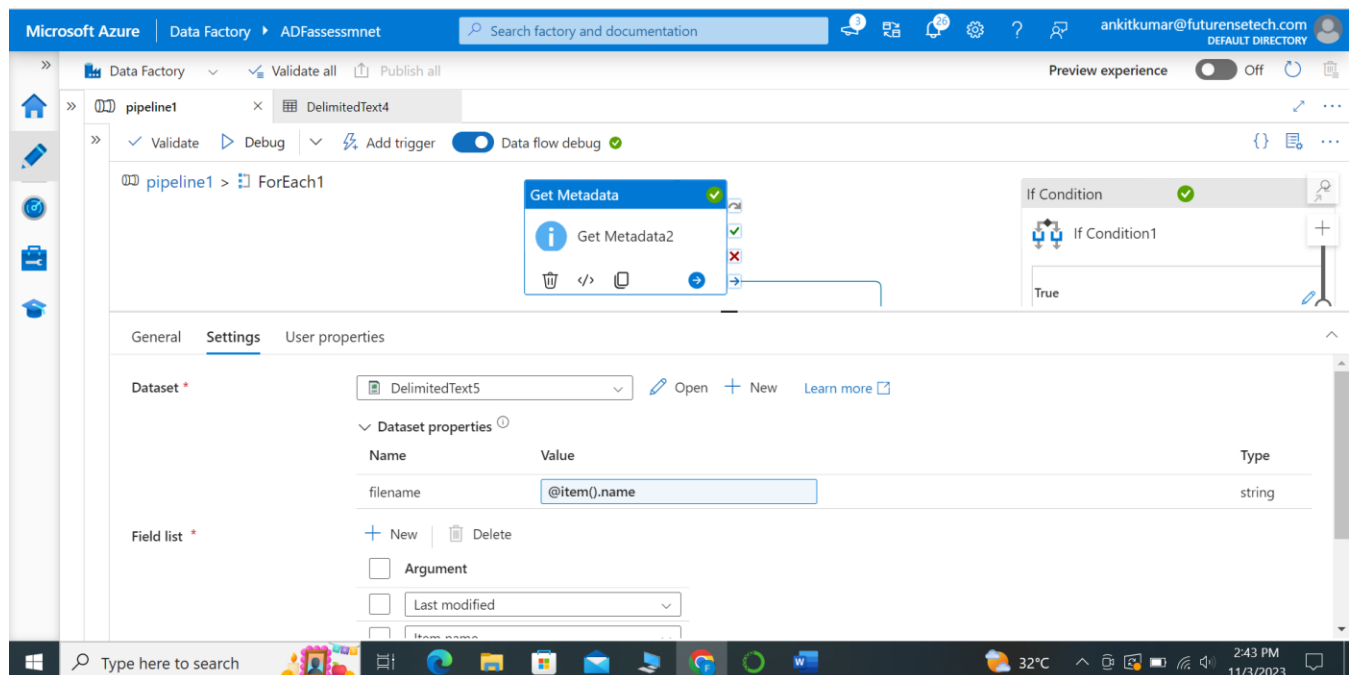 Microsoft Azure Data Factory ADFassessmnet Search factory and documentation 3 26 ? ankitkumar@futurensetech.com
DEFAULT DIRECTORY
Data Factory Validate all Publish all Preview experience Off
pipeline1 DelimitedText4
Validate Debug Add trigger Data flow debug {}
pipeline1 > ForEach1
Get Metadata
Get Metadata2
If Condition
If Condition1
True
General Settings User properties
Dataset * DelimitedText5 Open New Learn more
Dataset properties
Name Value Type
filename @item().name string
Field list * New Delete
Argument
Last modified
Item name
Type here to search 32°C 2:43 PM
11/3/2023